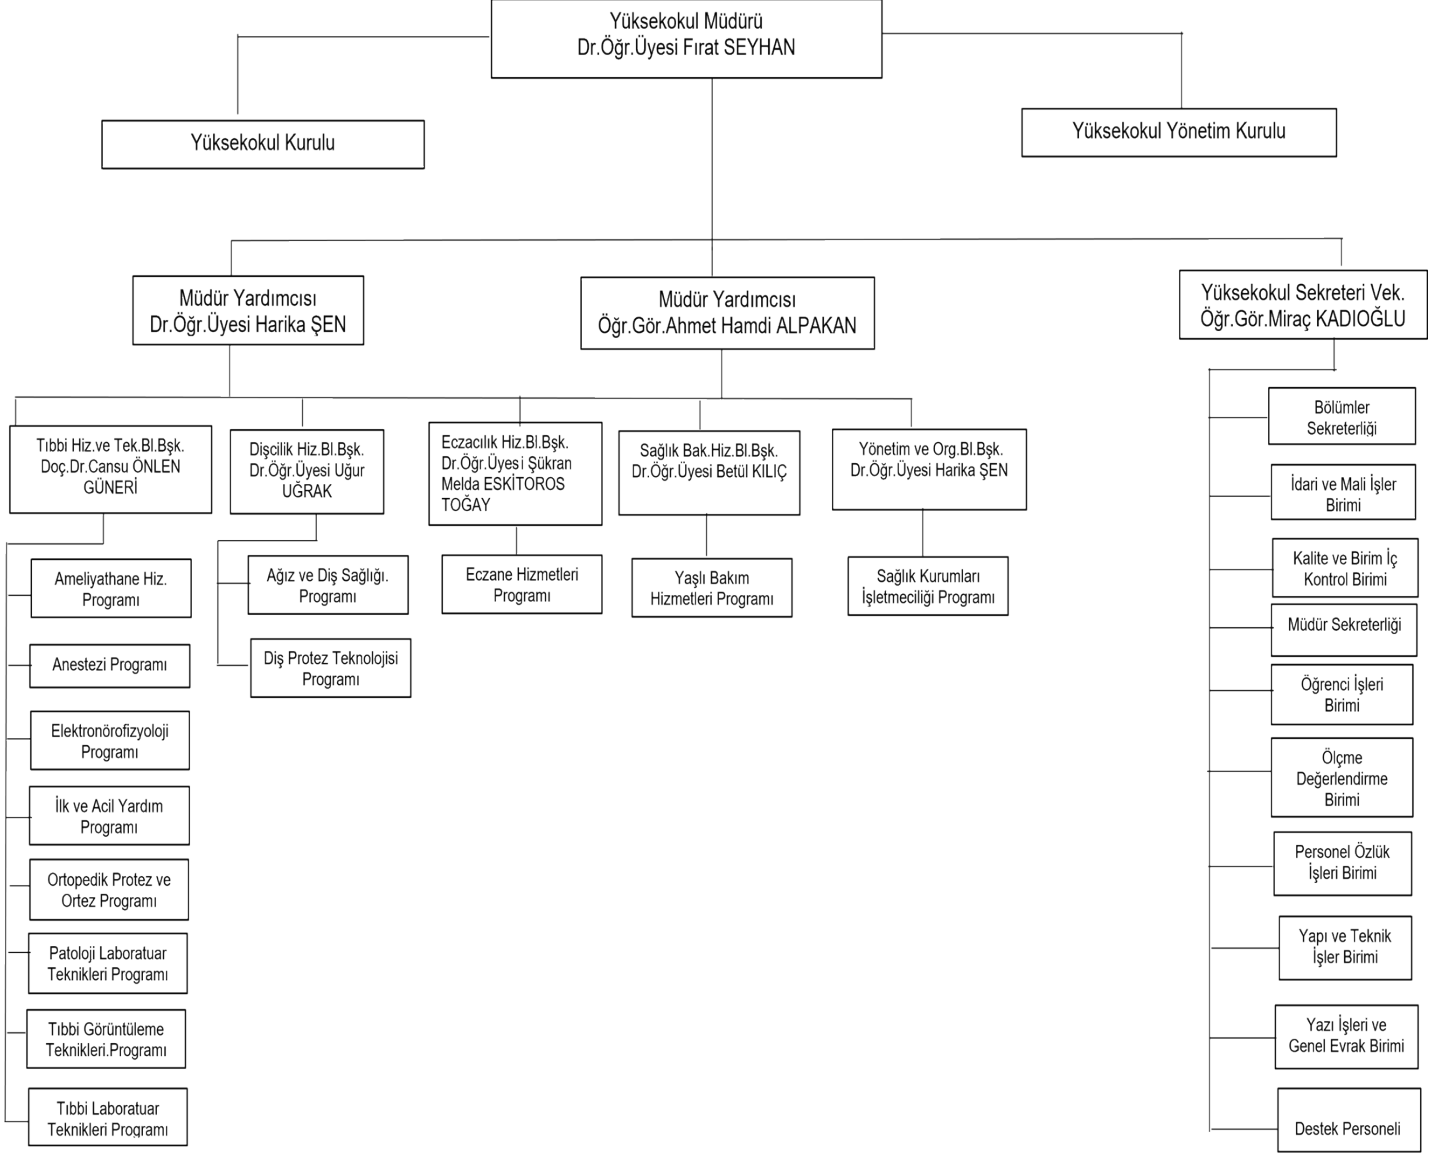 Yüksekokul Müdürü
Dr.Öğr.Üyesi Fırat SEYHAN
Yüksekokul Kurulu
Yüksekokul Yönetim Kurulu
Müdür Yardımcısı
Dr.Öğr.Üyesi Harika ŞEN
Müdür Yardımcısı
Öğr.Gör.Ahmet Hamdi ALPAKAN
Yüksekokul Sekreteri Vek.
Öğr.Gör.Miraç KADIOĞLU
Tıbbi Hiz.ve Tek.Bl.Bşk.
Doç.Dr.Cansu ÖNLEN
GÜNERİ
Dişcilik Hiz.Bl.Bşk.
Dr.Öğr.Üyesi Uğur
UĞRAK
Eczacılık Hiz.Bl.Bşk.
Dr.Öğr.Üyesi Şükran
Melda ESKİTOROS
TOĞAY
Sağlık Bak.Hiz.Bl.Bşk.
Dr.Öğr.Üyesi Betül KILIÇ
Yönetim ve Org.Bl.Bşk.
Dr.Öğr.Üyesi Harika ŞEN
Ameliyathane Hiz.
Programı
Anestezi Programı
Elektronörofizyoloji
Programı
İlk ve Acil Yardım
Programı
Ortopedik Protez ve
Ortez Programı
Patoloji Laboratuar
Teknikleri Programı
Tıbbi Görüntüleme
Teknikleri.Programı
Tıbbi Laboratuar
Teknikleri Programı
Ağız ve Diş Sağlığı.
Programı
Diş Protez Teknolojisi
Programı
Eczane Hizmetleri
Programı
Yaşlı Bakım
Hizmetleri Programı
Sağlık Kurumları
İşletmeciliği Programı
Bölümler
Sekreterliği
İdari ve Mali İşler
Birimi
Kalite ve Birim İç
Kontrol Birimi
Müdür Sekreterliği
Öğrenci İşleri
Birimi
Ölçme
Değerlendirme
Birimi
Personel Özlük
İşleri Birimi
Yapı ve Teknik
İşler Birimi
Yazı İşleri ve
Genel Evrak Birimi
Destek Personeli